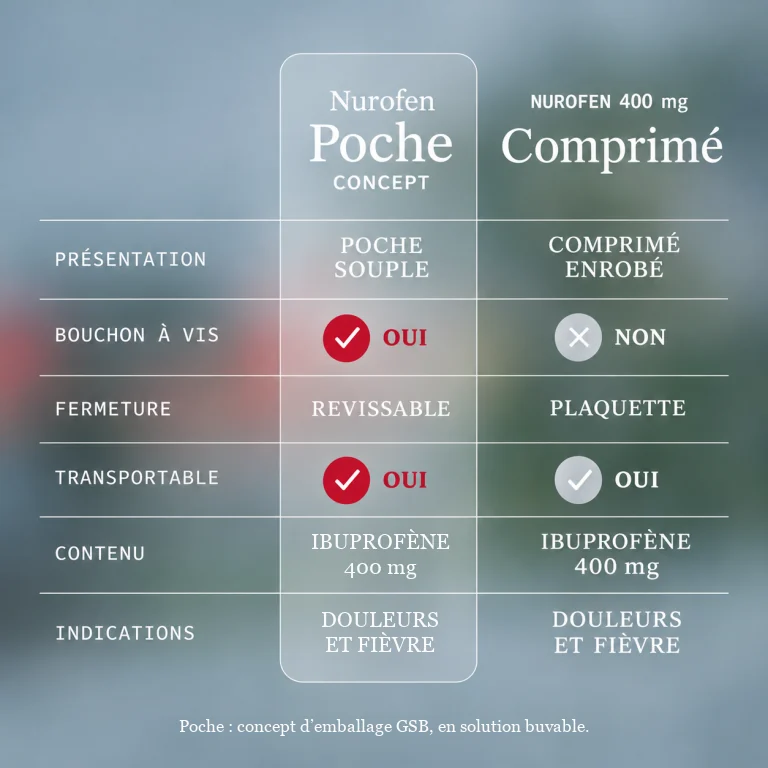 Nurofen
Poche
CONCEPT
NUROFEN 400 mg
Comprimé
PRÉSENTATION
POCHE
SOUPLE
COMPRIMÉ
ENROBÉ
BOUCHON À VIS
OUI
NON
FERMETURE
REVISSABLE
PLAQUETTE
TRANSPORTABLE
OUI
OUI
CONTENU
IBUPROFÈNE
400 mg
IBUPROFÈNE
400 mg
INDICATIONS
DOULEURS
ET FIÈVRE
DOULEURS
ET FIÈVRE
Poche : concept d’emballage GSB, en solution buvable.